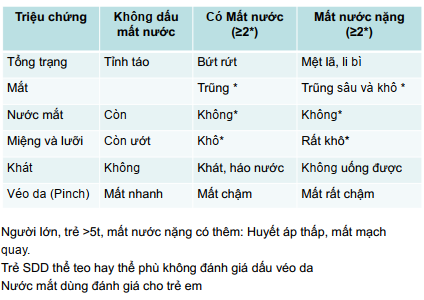 Triệu chứng Không dấu mất nước Có Mất nước (≥2*) Mất nước nặng (≥2*)
Tổng trạng Tỉnh táo Bứt rứt Mệt lã, li bì
Mắt Trũng * Trũng sâu và khô *
Nước mắt Còn Không* Không*
Miệng và lưỡi Còn ướt Khô* Rất khô*
Khát Không Khát, háo nước Không uống được
Véo da (Pinch) Mất nhanh Mất chậm Mất rất chậm
Người lớn, trẻ >5t, mất nước nặng có thêm: Huyết áp thấp, mất mạch
quay.
Trẻ SDD thể teo hay thể phù không đánh giá dấu véo da
Nước mắt dùng đánh giá cho trẻ em